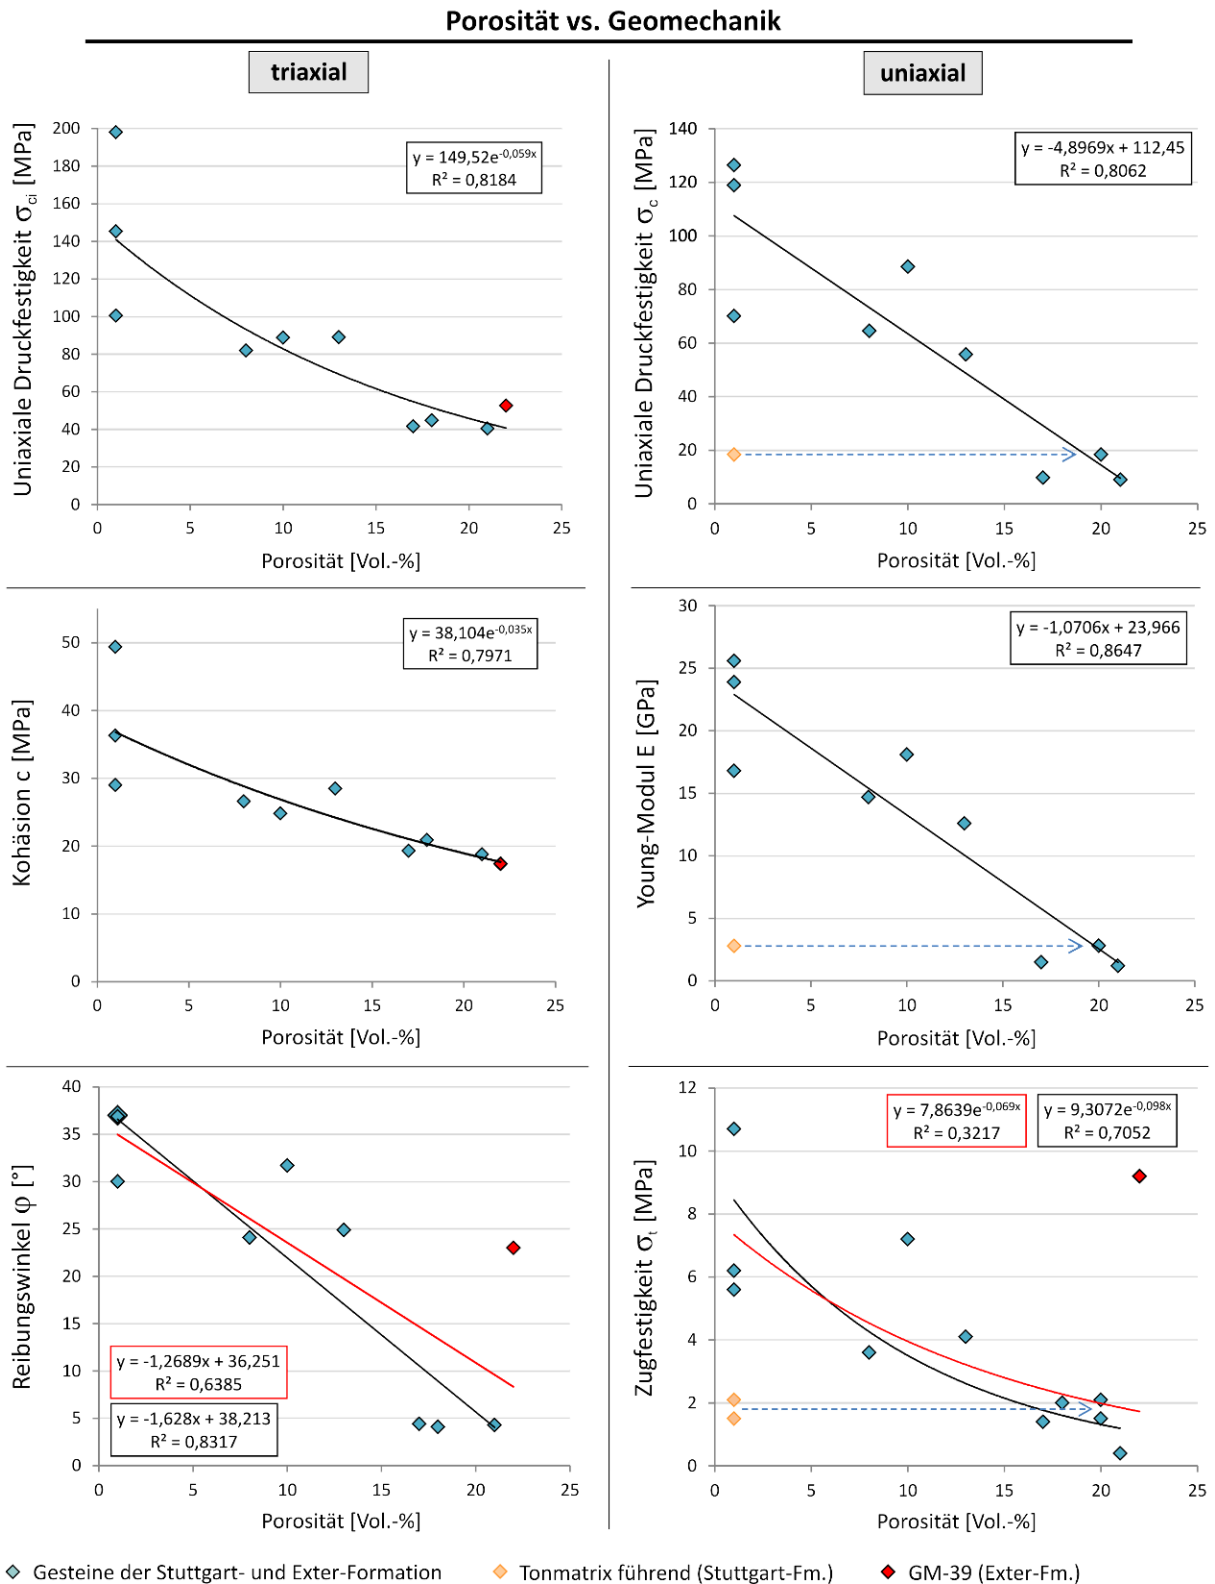 Porosität vs. Geomechanik
triaxial
uniaxial
Uniaxiale Druckfestigkeit σci [MPa]
200
180
160
140
120
100
80
60
40
20
0
y = 149,52e^-0,059x
R² = 0,8184
0 5 10 15 20 25
Porosität [Vol.-%]
Uniaxiale Druckfestigkeit σc [MPa]
140
120
100
80
60
40
20
0
y = -4,8969x + 112,45
R² = 0,8062
0 5 10 15 20 25
Porosität [Vol.-%]
Kohäsion c [MPa]
50
40
30
20
10
0
y = 38,104e^-0,035x
R² = 0,7971
0 5 10 15 20 25
Porosität [Vol.-%]
Young-Modul E [GPa]
30
25
20
15
10
5
0
y = -1,0706x + 23,966
R² = 0,8647
0 5 10 15 20 25
Porosität [Vol.-%]
Reibungswinkel φ [°]
40
35
30
25
20
15
10
5
0
y = -1,2689x + 36,251
R² = 0,6385
y = -1,628x + 38,213
R² = 0,8317
0 5 10 15 20 25
Porosität [Vol.-%]
Zugfestigkeit σt [MPa]
12
10
8
6
4
2
0
y = 7,8639e^-0,069x
R² = 0,3217
y = 9,3072e^-0,098x
R² = 0,7052
0 5 10 15 20 25
Porosität [Vol.-%]
Gesteine der Stuttgart- und Exter-Formation
Tonmatrix führend (Stuttgart-Fm.)
GM-39 (Exter-Fm.)